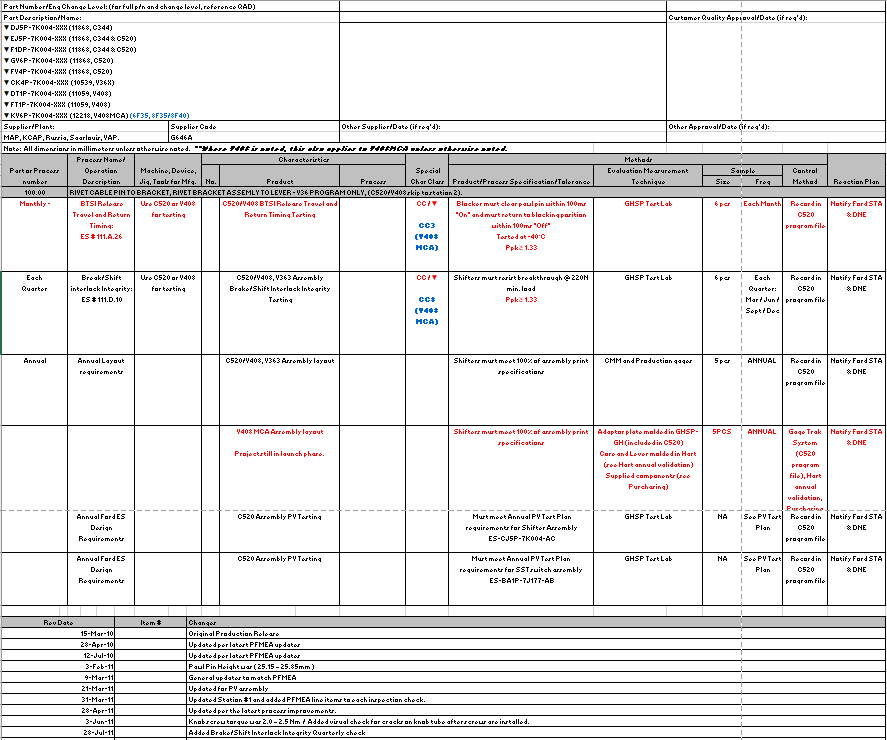 Part Number/Eng Change Level: (for full p/n and change level, reference QAD)
Part Description/Name:
Customer Quality Approval/Date (if req'd):
▼DJ5P-7K004-XXX (11868, C344)
▼EJ5P-7K004-XXX (11868, C344 & C520)
▼F1DP-7K004-XXX (11868, C344 & C520)
▼GV6P-7K004-XXX (11868, C520)
▼FV4P-7K004-XXX (11868, C520)
▼CK4P-7K004-XXX (10539, V36X)
▼DT1P-7K004-XXX (11059, V408)
▼FT1P-7K004-XXX (11059, V408)
▼KV6P-7K004-XXX (12218, V408MCA) (6F35, 8F35/8F40)
Supplier/Plant:
Supplier Code
Other Supplier/Date (if req'd):
Other Approval/Date (if req'd):
MAP, KCAP, Russia, Saarlouis, VAP.
G646A
Note: All dimensions in millimeters unless otherwise noted. **Where V408 is noted, this also applies to V408MCA unless otherwise noted.
Part or Process number
Process Name/ Operation Description
Machine, Device, Jig, Tools for Mfg.
Characteristics
No.
Product
Process
Special Char Class
Methods
Product/Process Specification/Tolerance
Evaluation Measurement Technique
Sample
Size
Freq
Control Method
Reaction Plan
100.00
RIVET CABLE PIN TO BRACKET, RIVET BRACKET ASSEMLY TO LEVER - V36 PROGRAM ONLY, (C520/V408 skip to station 2).
Monthly -
BTSI Release Travel and Return Timing:
ES # 111.A.26
Use C520 or V408 for testing
C520/V408 BTSI Release Travel and Return Timing Testing
CC/▼
CC3
(V408 MCA)
Blocker must clear pawl pin within 100ms "On" and must return to blocking position within 100ms "Off"
Tested at -40°C
Ppk ≥ 1.33
GHSP Test Lab
6 pcs
Each Month
Record in C520 program file
Notify Ford STA & DNE
Each Quarter
Break/Shift interlock Integrity:
ES # 111.D.10
Use C520 or V408 for testing
C520/V408, V363 Assembly Brake/Shift Interlock Integrity Testing
CC/▼
(V408 MCA)
Shifters must resist breakthrough @ 220N min. load
Ppk ≥ 1.33
GHSP Test Lab
6 pcs
Each Quarter: Mar / Jun / Sept / Dec
Record in C520 program file
Notify Ford STA & DNE
Annual
Annual Layout requirements
C520/V408, V363 Assembly layout
Shifters must meet 100% of assembly print specifications
CMM and Production gages
5 pcs
ANNUAL
Record in C520 program file
Notify Ford STA & DNE
V408 MCA Assembly layout
Project still in launch phase.
Shifters must meet 100% of assembly print specifications
Adaptor plate molded in GHSP-GH (included in C520)
Core and Lever molded in Hart (see Hart annual validation)
Supplied components (see Purchasing)
5PCS
ANNUAL
Gage Trak System (C520 program file), Hart annual validation, Purchasing
Notify Ford STA & DNE
Annual Ford ES Design Requirements
C520 Assembly PV Testing
Must meet Annual PV Test Plan requirements for Shifter Assembly
ES-CJ5P-7K004-AC
GHSP Test Lab
NA
See PV Test Plan
Record in C520 program file
Notify Ford STA & DNE
Annual Ford ES Design Requirements
C520 Assembly PV Testing
Must meet Annual PV Test Plan requirements for SST switch assembly
ES-BA1P-7J177-AB
GHSP Test Lab
NA
See PV Test Plan
Record in C520 program file
Notify Ford STA & DNE
Rev Date
Item #
Changes
15-Mar-10 Original Production Release
28-Apr-10 Updated per latest PFMEA updates
12-Jul-10 Updated per latest PFMEA updates
3-Feb-11 Pawl Pin Height was (25.15 - 25.85mm)
9-Mar-11 General updates to match PFMEA
21-Mar-11 Updated for PV assembly
31-Mar-11 Updated Station #1 and added PFMEA line items to each inspection check.
28-Apr-11 Updated per the latest process improvements.
3-Jun-11 Knob screw torque was 2.0 - 2.5 Nm / Added visual check for cracks on knob tube after screws are installed.
28-Jul-11 Added Brake/Shift Interlock Integrity Quarterly check